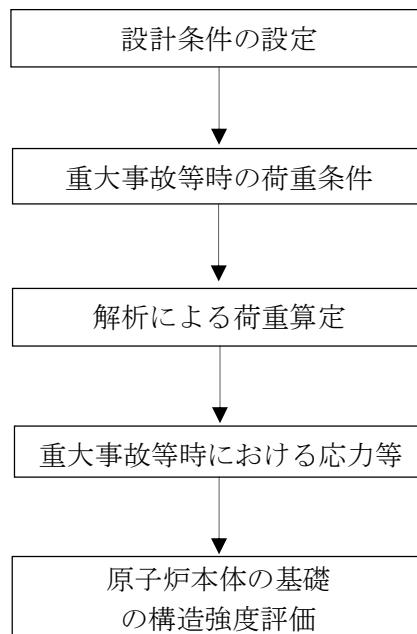 設計条件の設定
重大事故等時の荷重条件
解析による荷重算定
重大事故等時における応力等
原子炉本体の基礎
の構造強度評価